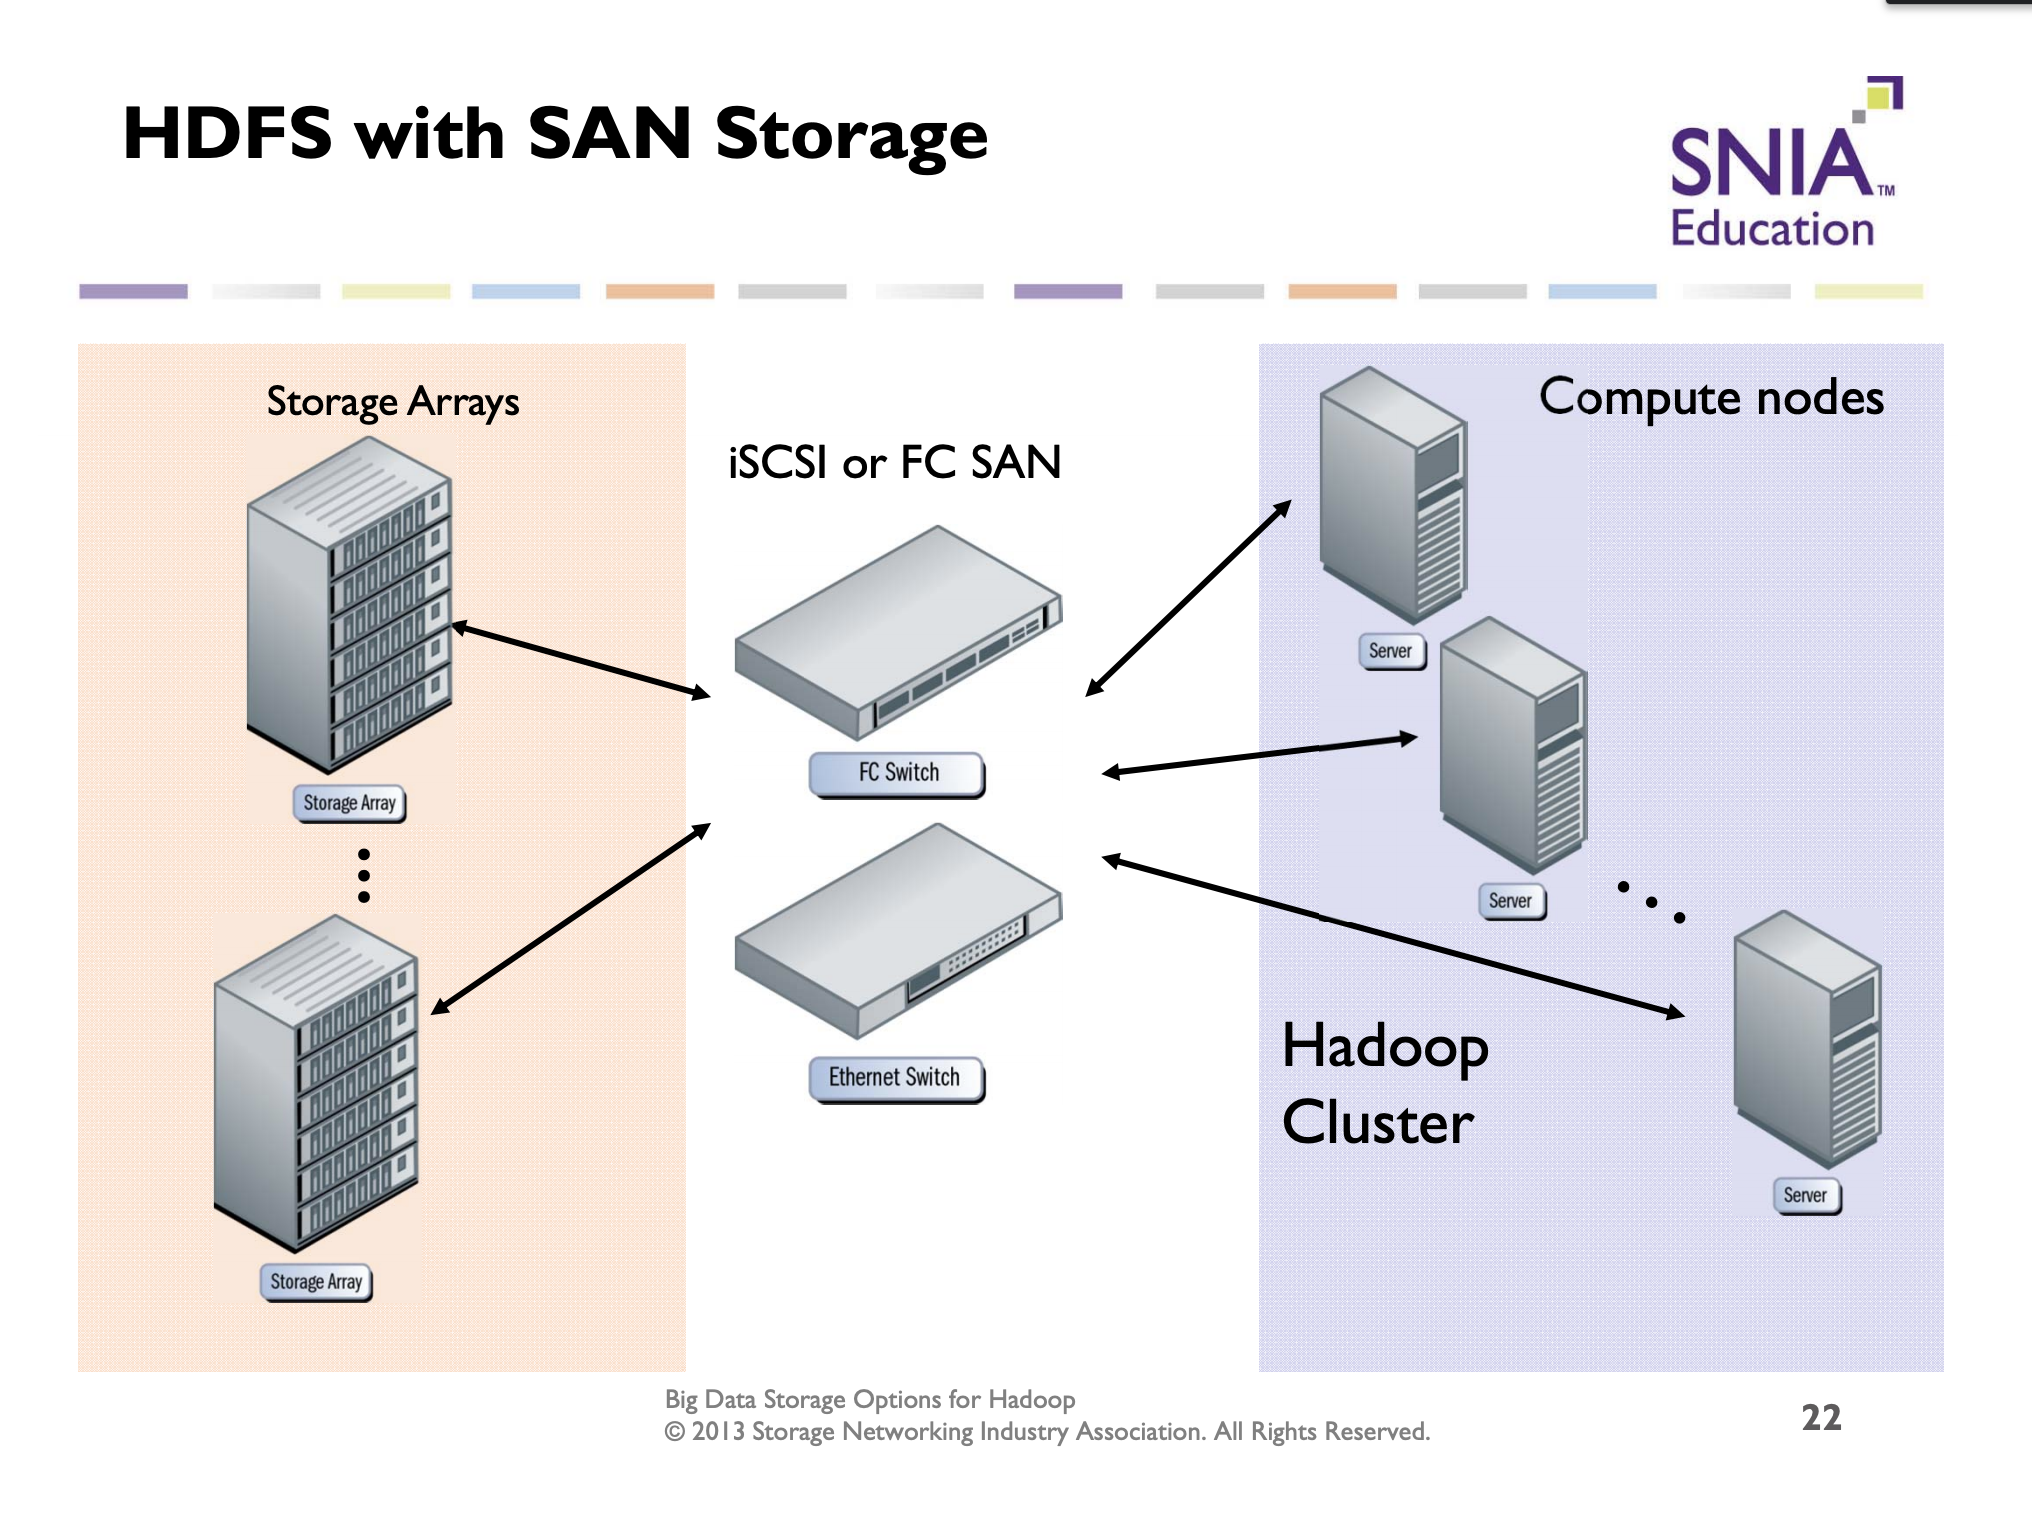 HDFS with SAN Storage
SNIA™
Education
Storage Arrays
iSCSI or FC SAN
Compute nodes
Storage Array
Storage Array
FC Switch
Ethernet Switch
Server
Server
Server
Hadoop
Cluster
Big Data Storage Options for Hadoop
© 2013 Storage Networking Industry Association. All Rights Reserved.
22